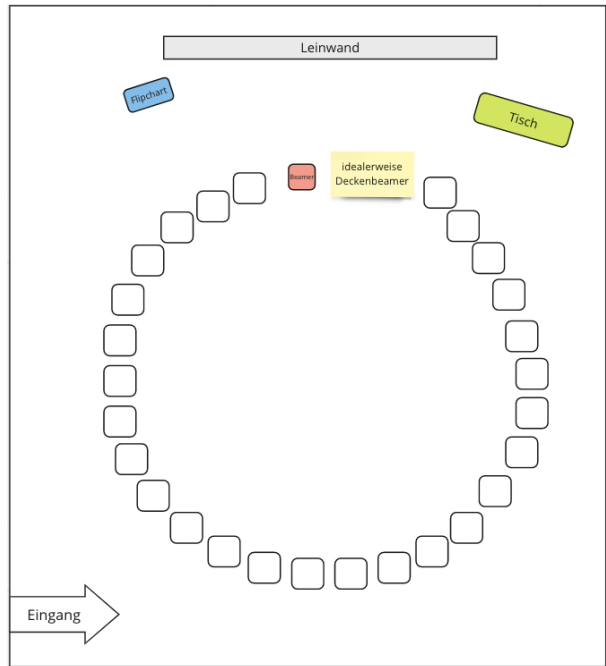 Leinwand
Flipchart
Tisch
Beamer
idealerweise
Deckenbeamer
Eingang